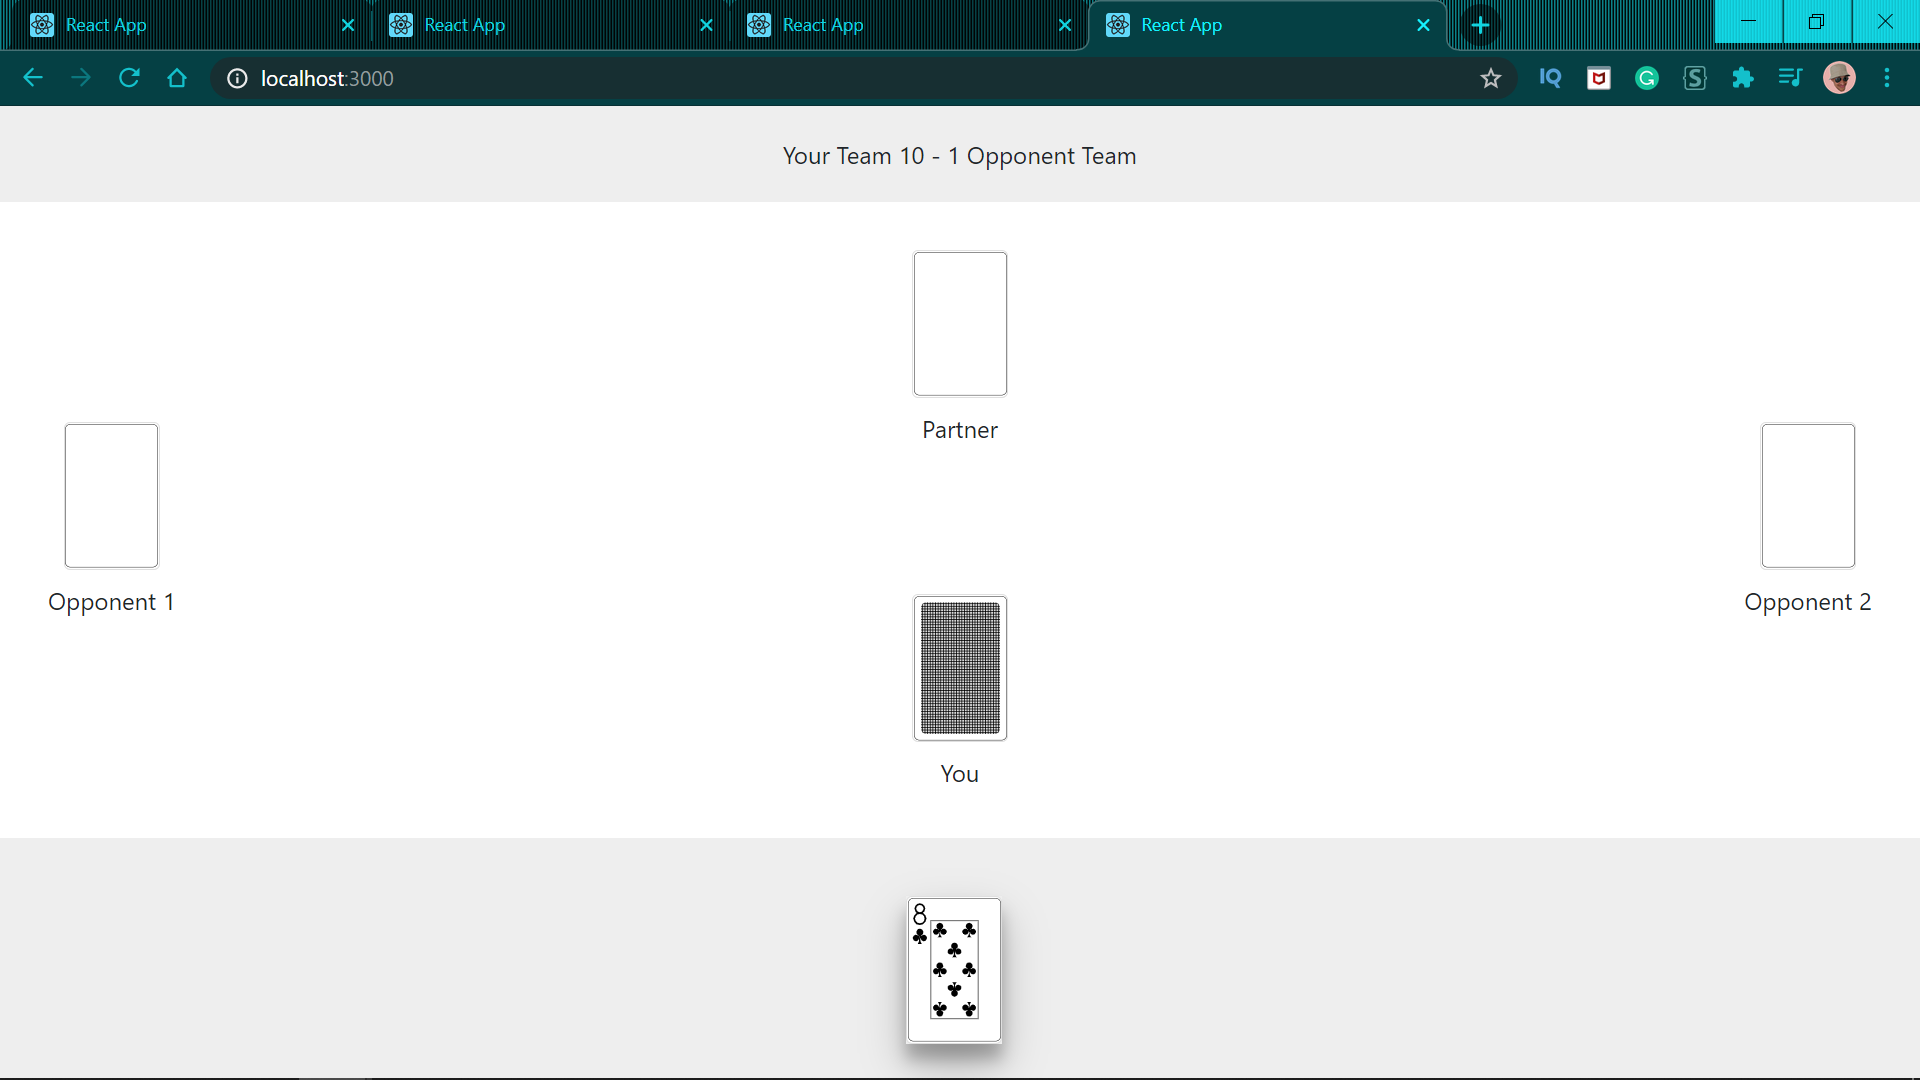 React App
React App
React App
React App
localhost:3000
IQ
G
S
Your Team 10 - 1 Opponent Team
Partner
Opponent 1
Opponent 2
You
8